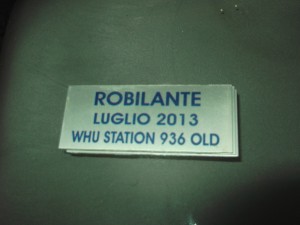 ROBILANTE
LUGLIO 2013
WHU STATION 936 OLD